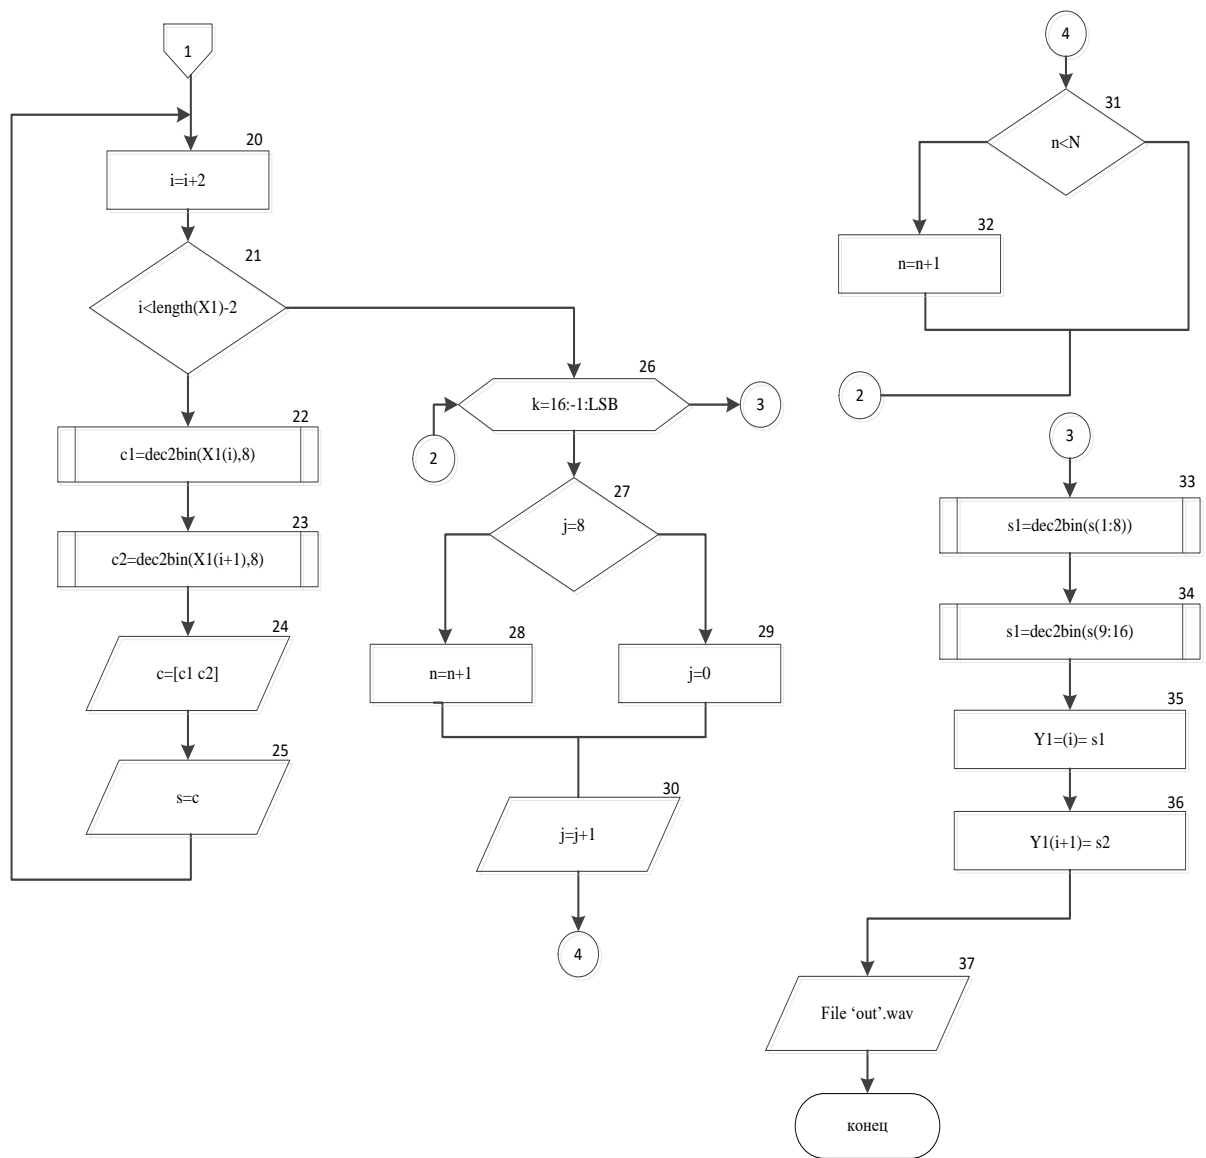 1
20
i=i+2
21
i<length(X1)-2
22
c1=dec2bin(X1(i),8)
23
c2=dec2bin(X1(i+1),8)
24
c=[c1 c2]
25
s=c
26
k=16:-1:LSB
3
2
27
j=8
28
n=n+1
29
j=0
30
j=j+1
4
4
31
n<N
32
n=n+1
2
3
33
s1=dec2bin(s(1:8))
34
s1=dec2bin(s(9:16)
35
Y1=(i)= s1
36
Y1(i+1)= s2
37
File ‘out’.wav
конец